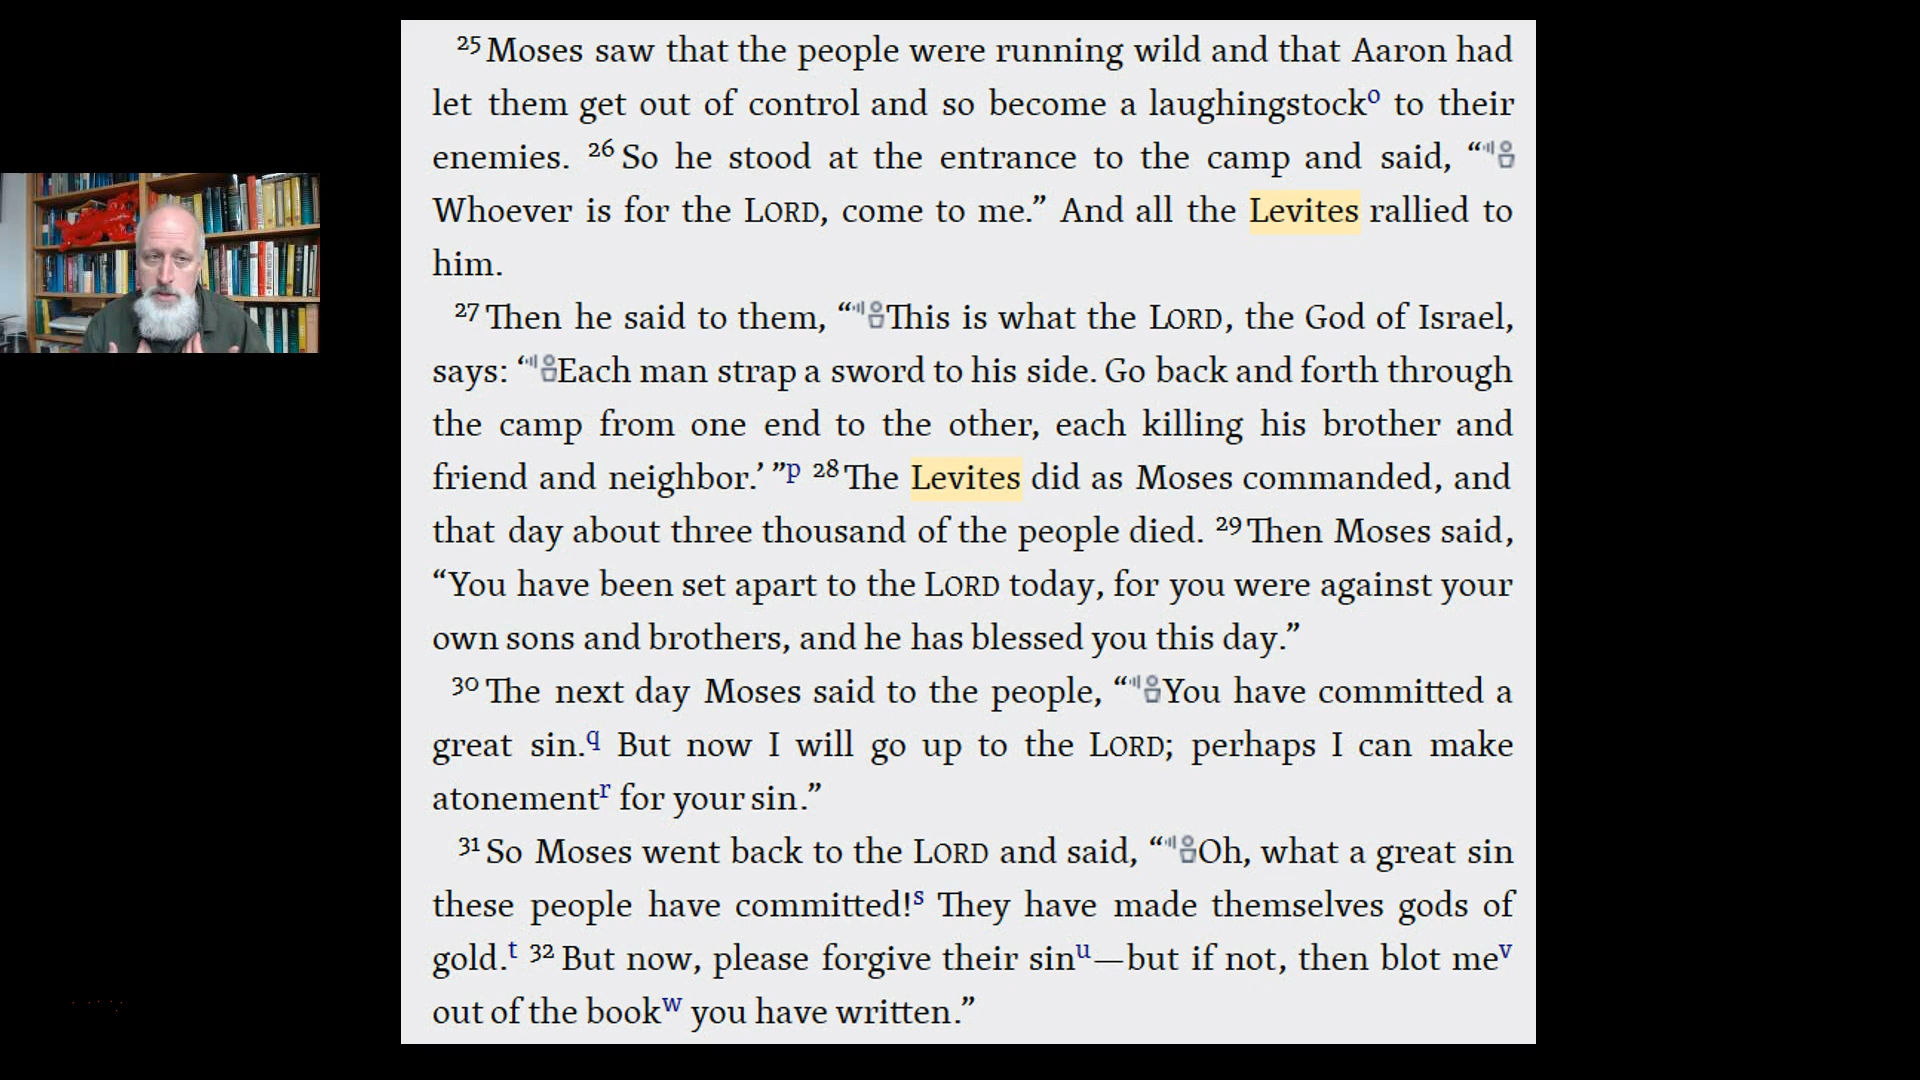 25 Moses saw that the people were running wild and that Aaron had
let them get out of control and so become a laughingstocko to their
enemies. 26 So he stood at the entrance to the camp and said, “
Whoever is for the LORD, come to me.” And all the Levites rallied to
him.
27 Then he said to them, “This is what the LORD, the God of Israel,
says: ‘Each man strap a sword to his side. Go back and forth through
the camp from one end to the other, each killing his brother and
friend and neighbor.’ ”p 28 The Levites did as Moses commanded, and
that day about three thousand of the people died. 29 Then Moses said,
“You have been set apart to the LORD today, for you were against your
own sons and brothers, and he has blessed you this day.”
30 The next day Moses said to the people, “You have committed a
great sin.q But now I will go up to the LORD; perhaps I can make
atonementr for your sin.”
31 So Moses went back to the LORD and said, “Oh, what a great sin
these people have committed!s They have made themselves gods of
gold.t 32 But now, please forgive their sinu—but if not, then blot mev
out of the bookw you have written.”